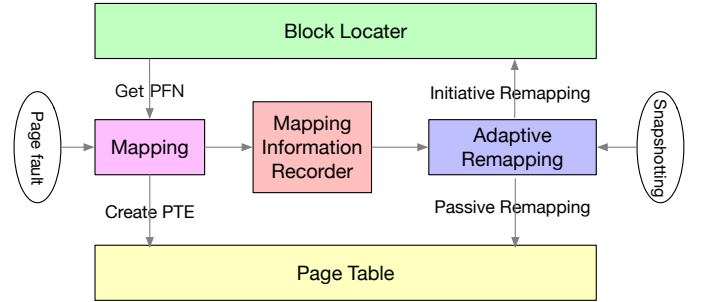 Block Locater
Get PFN
Initiative Remapping
Page fault
Mapping
Mapping
Information
Recorder
Adaptive
Remapping
Snapshotting
Create PTE
Passive Remapping
Page Table